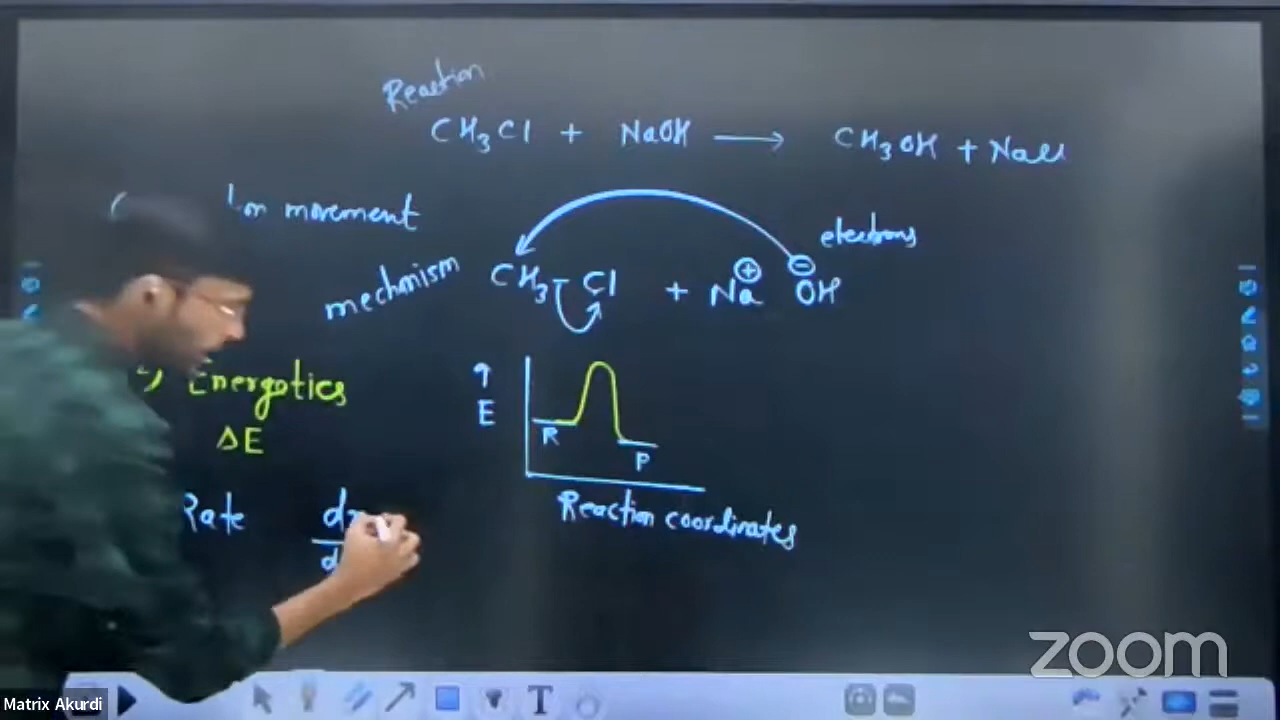 Reaction
CH3Cl + NaOH ⟶ CH3OH + NaCl
movement
electrons
mechnism CH3-Cl + Na⊕ ⊖OH
Energetics
ΔE
↑
E
R
P
Rate
Reaction coordinates
zoom
Matrix Akurdi
T